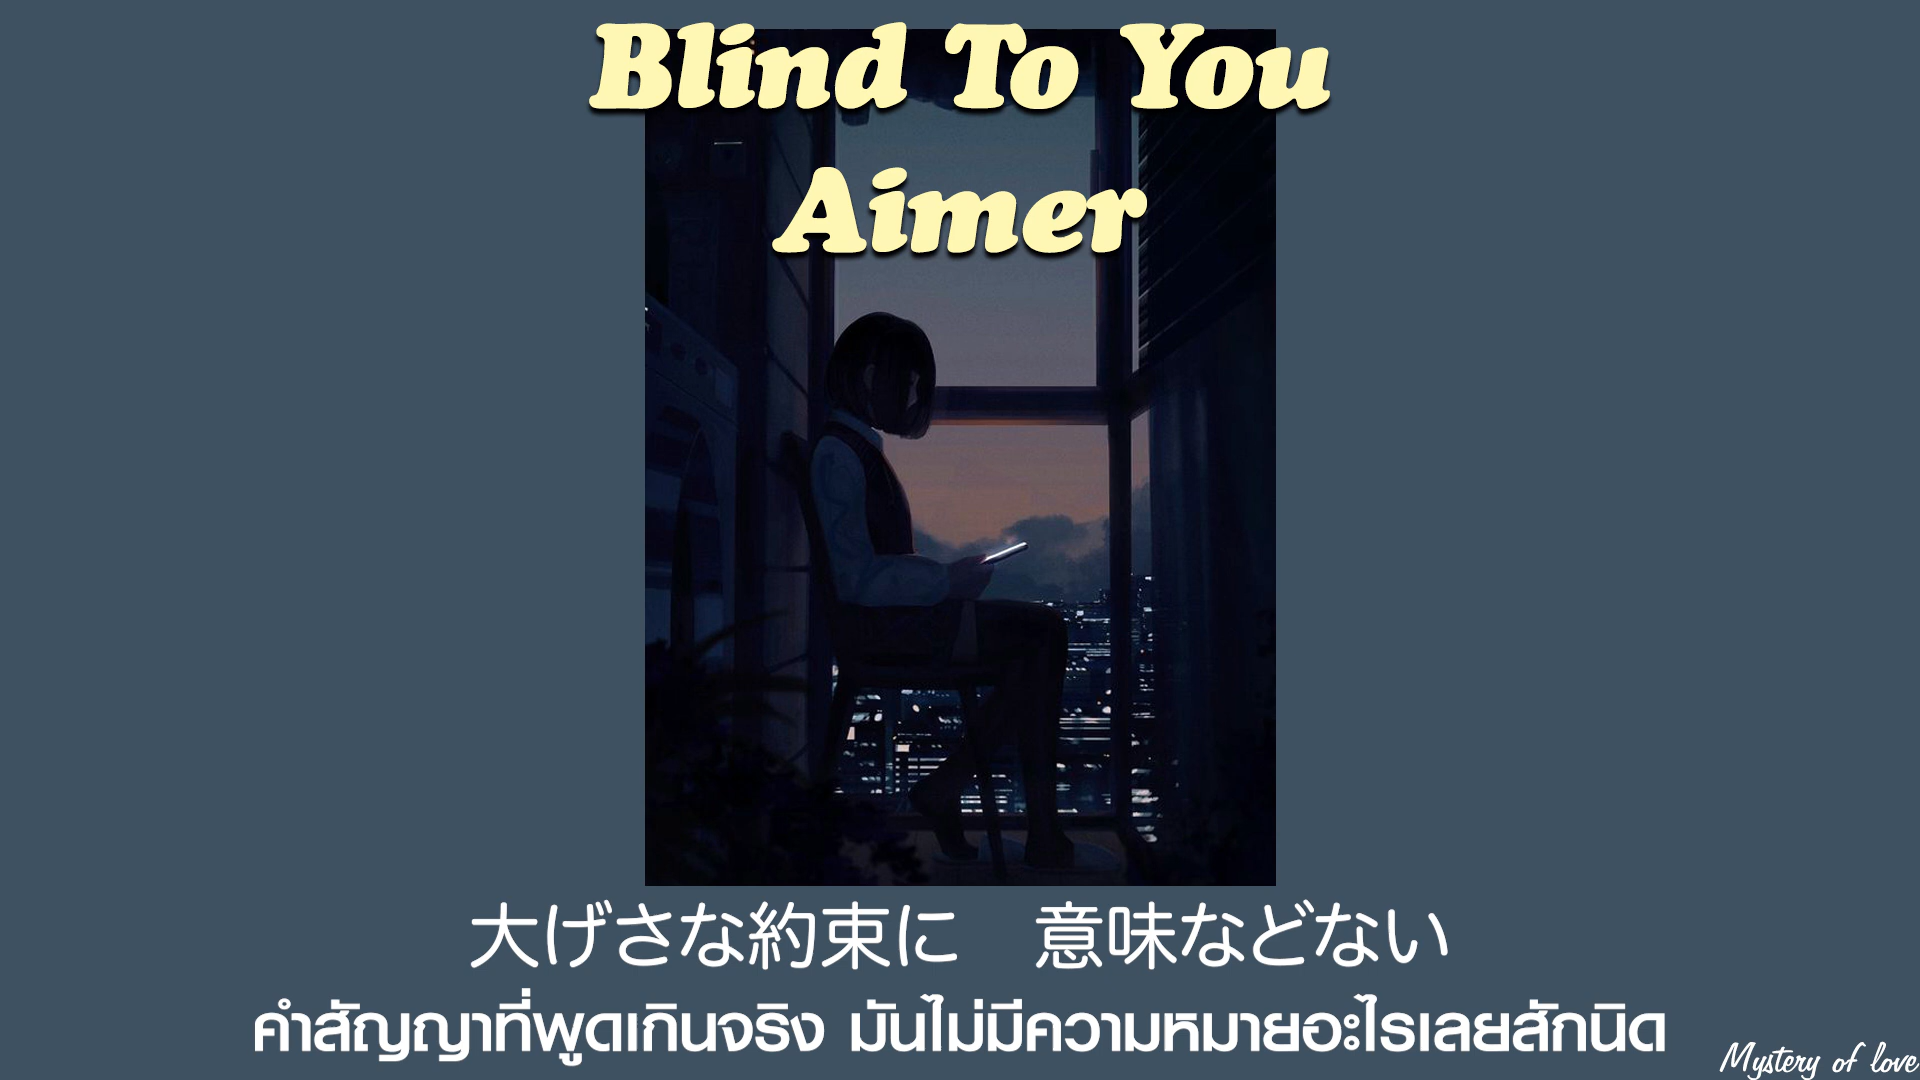 Blind To You
Aimer
大げさな約束に　意味などない
คำสัญญาที่พูดเกินจริง มันไม่มีความหมายอะไรเลยสักนิด
Mystery of love